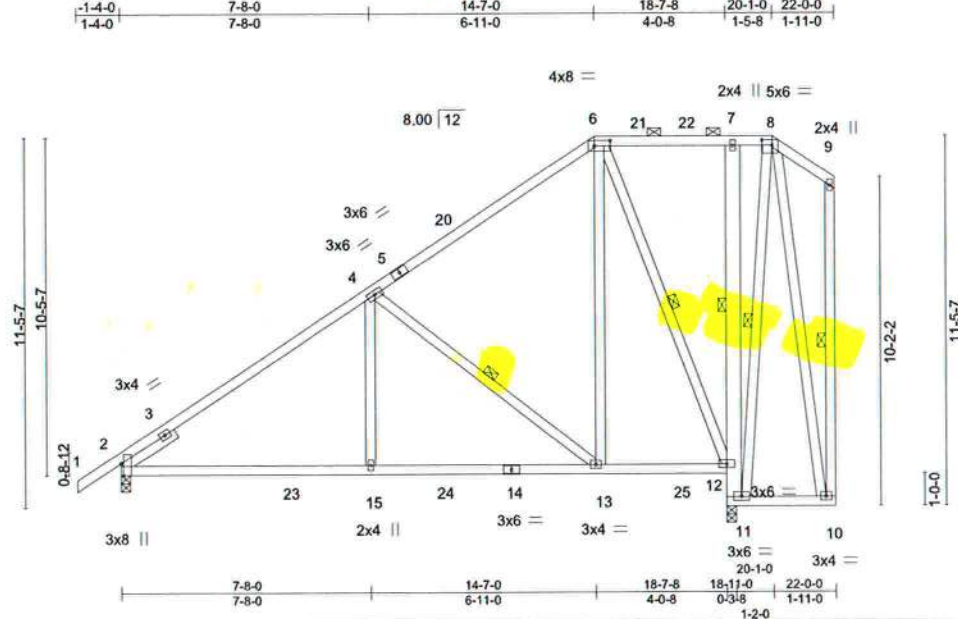 -1-4-0 7-8-0 14-7-0 18-7-8 20-1-0 22-0-0
1-4-0 7-8-0 6-11-0 4-0-8 1-5-8 1-11-0
4x8 =
2x4 || 5x6 =
8.00 12
6 21 22 7 8
2x4 ||
9
3x6 =
20
3x6 =
5
4
11-5-7
10-5-7
10-2-2
11-5-7
3x4 =
3
2
1
0-8-12
1-0-0
23 15 24 14 13 25 12
3x6 =
3x8 ||
2x4 ||
3x6 =
3x4 =
11 10
3x6 =
3x4 =
20-1-0
7-8-0 14-7-0 18-7-8 18-11-0 22-0-0
7-8-0 6-11-0 4-0-8 0-3-8 1-11-0
1-2-0